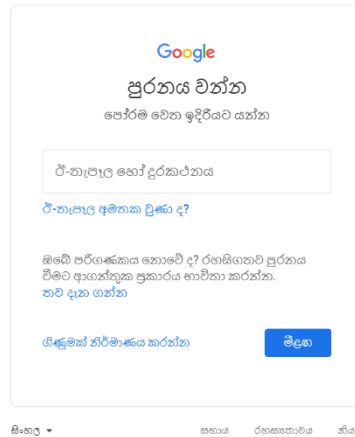 Google
පුරනය වන්න
පෝරම වෙත ඉදිරියට යන්න
ඊ-තැපෑල හෝ දුරකථනය
ඊ-තැපෑල අමතක වුණා ද?
ඔබේ පරිගණකය නොවේ ද? රහසිගතව පුරනය
වීමට ආගන්තුක ප්‍රකාරය භාවිතා කරන්න.
තව දැන ගන්න
ගිණුමක් නිර්මාණය කරන්න මීළඟ
සිංහල සහාය රහස්‍යතාවය නිය